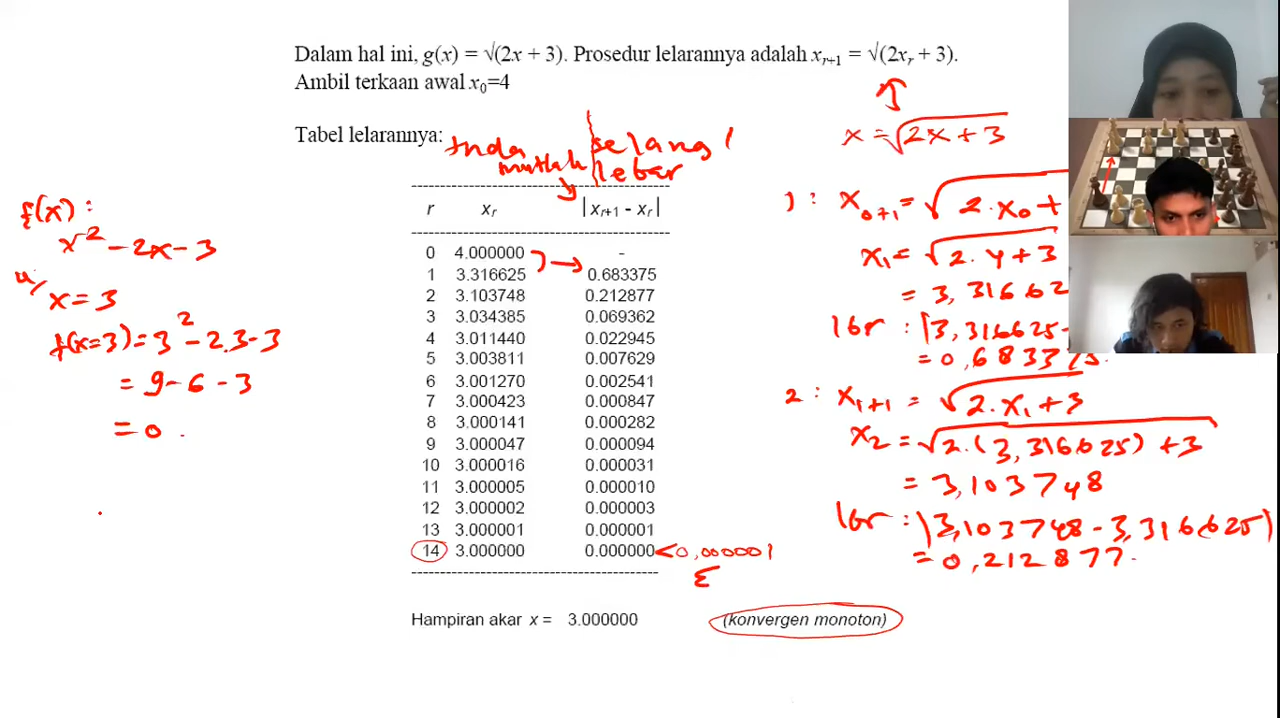 Dalam hal ini, g(x) = √(2x + 3). Prosedur lelarannya adalah xr+1 = √(2xr + 3).
Ambil terkaan awal x0=4
Tabel lelarannya:
mutlak
selang
lebar
r xr |xr+1 - xr|
0 4.000000 -
1 3.316625 0.683375
2 3.103748 0.212877
3 3.034385 0.069362
4 3.011440 0.022945
5 3.003811 0.007629
6 3.001270 0.002541
7 3.000423 0.000847
8 3.000141 0.000282
9 3.000047 0.000094
10 3.000016 0.000031
11 3.000005 0.000010
12 3.000002 0.000003
13 3.000001 0.000001
14 3.000000 0.000000 <0,000001
ε
Hampiran akar x = 3.000000 (konvergen monoton)
f(x):
x² - 2x - 3
u/ x = 3
f(x=3) = 3² - 2.3 - 3
= 9 - 6 - 3
= 0
x = √2x + 3
1 : x0+1 = √2.x0 +
x1 = √2.4 + 3
= 3,31662
lbr : |3,316625-
= 0,683375.
2 : x1+1 = √2.x1 + 3
x2 = √2.(3,316625) + 3
= 3,103748
lbr : |3,103748 - 3,316625|
= 0,212877.